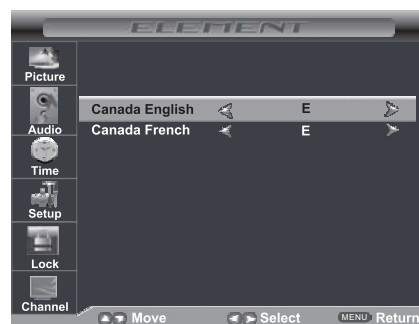 ELEMENT
Picture
Audio
Time
Setup
Lock
Channel
Canada English E
Canada French E
Move Select MENU Return